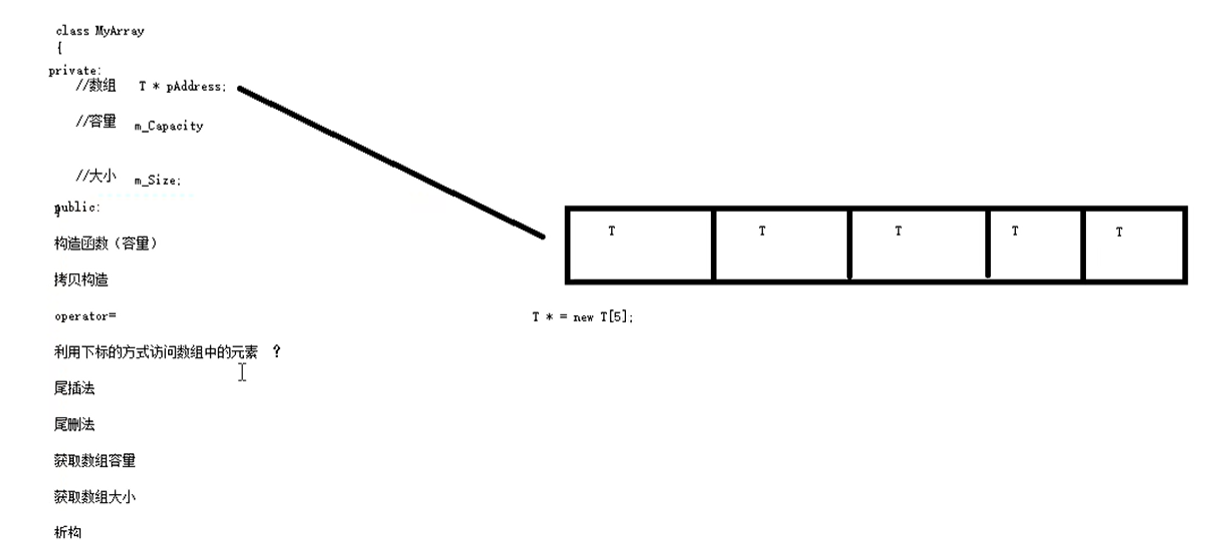 class MyArray
{
private:
//数组 T * pAddress;
//容量 m_Capacity
//大小 m_Size;
public:
构造函数（容量）
拷贝构造
operator=
利用下标的方式访问数组中的元素 ？
尾插法
尾删法
获取数组容量
获取数组大小
析构
T T T T T
T * = new T[5];